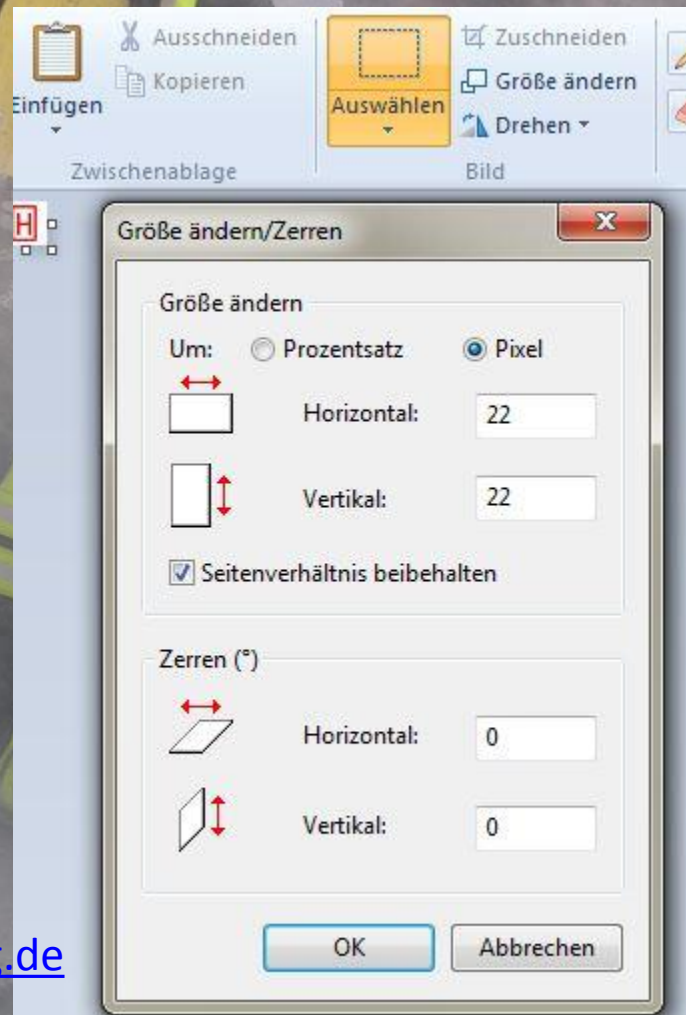 Ausschneiden
Kopieren
Einfügen
Zwischenablage
Auswählen
Zuschneiden
Größe ändern
Drehen
Bild
H
Größe ändern/Zerren
Größe ändern
Um: Prozentsatz Pixel
Horizontal: 22
Vertikal: 22
Seitenverhältnis beibehalten
Zerren (°)
Horizontal: 0
Vertikal: 0
OK Abbrechen
.de